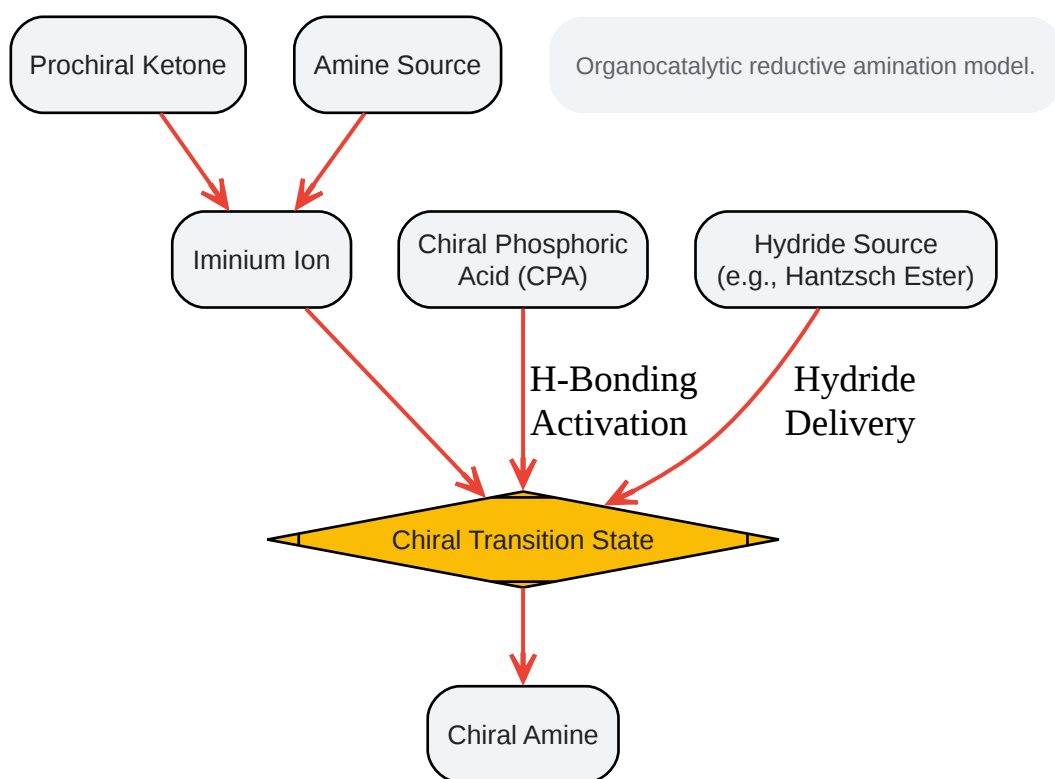 Prochiral Ketone
Amine Source
Organocatalytic reductive amination model.
Iminium Ion
Chiral Phosphoric
Acid (CPA)
Hydride Source
(e.g., Hantzsch Ester)
H-Bonding
Activation
Hydride
Delivery
Chiral Transition State
Chiral Amine